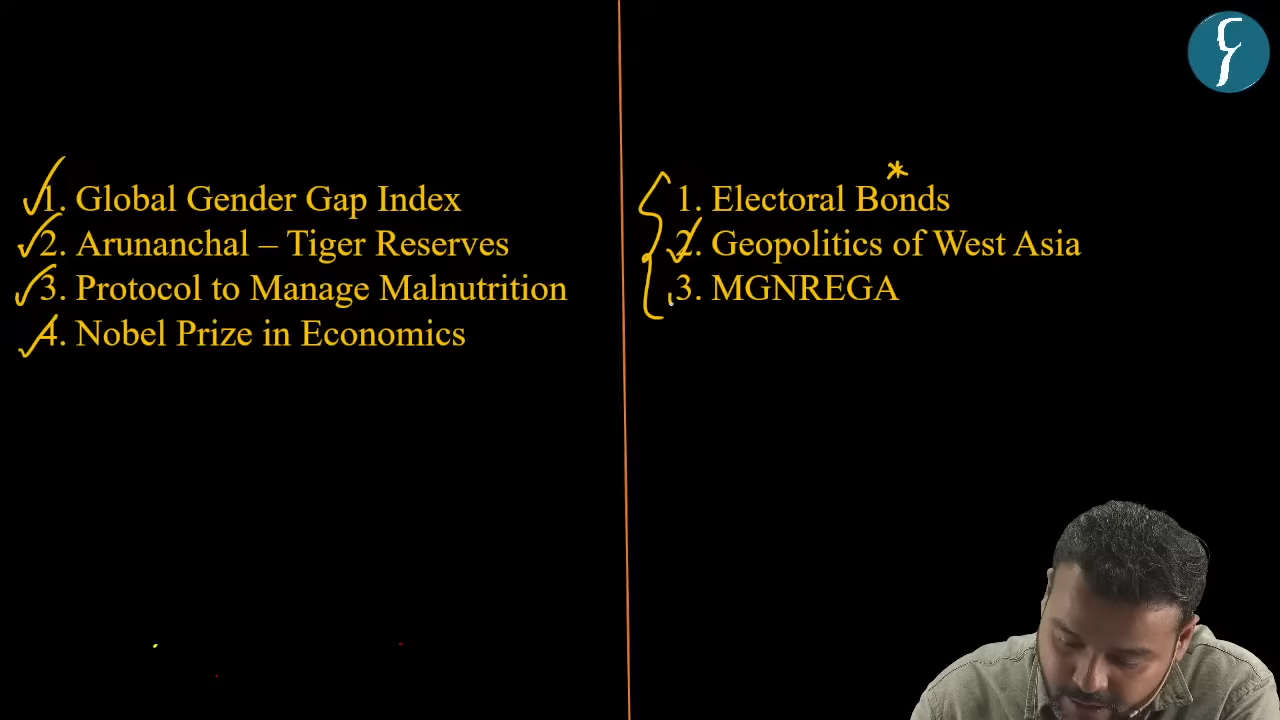 1. Global Gender Gap Index
2. Arunanchal – Tiger Reserves
3. Protocol to Manage Malnutrition
4. Nobel Prize in Economics
1. Electoral Bonds
2. Geopolitics of West Asia
3. MGNREGA